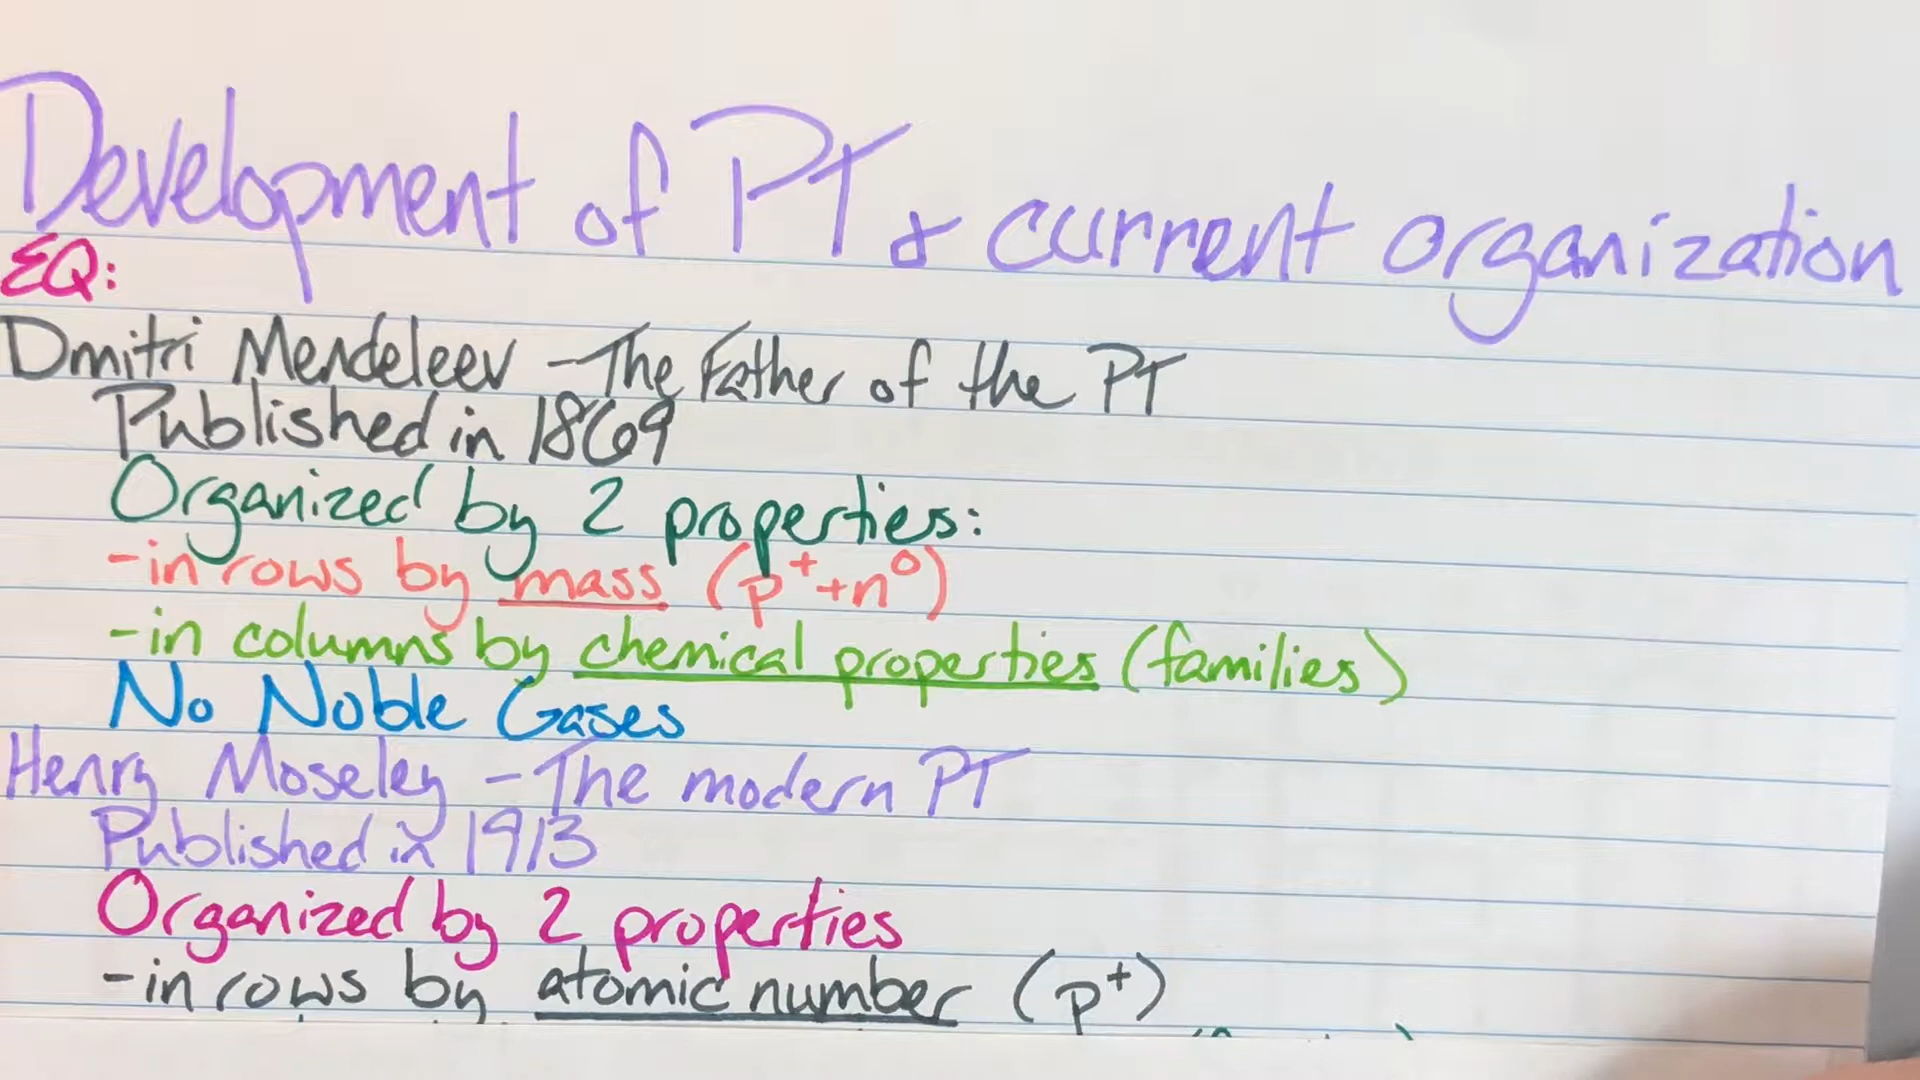 Development of PT & current organization
EQ:
Dmitri Mendeleev - The Father of the PT
Published in 1869
Organized by 2 properties:
-in rows by mass (p⁺+n⁰)
-in columns by chemical properties (families)
No Noble Gases
Henry Moseley - The modern PT
Published in 1913
Organized by 2 properties
-in rows by atomic number (p⁺)